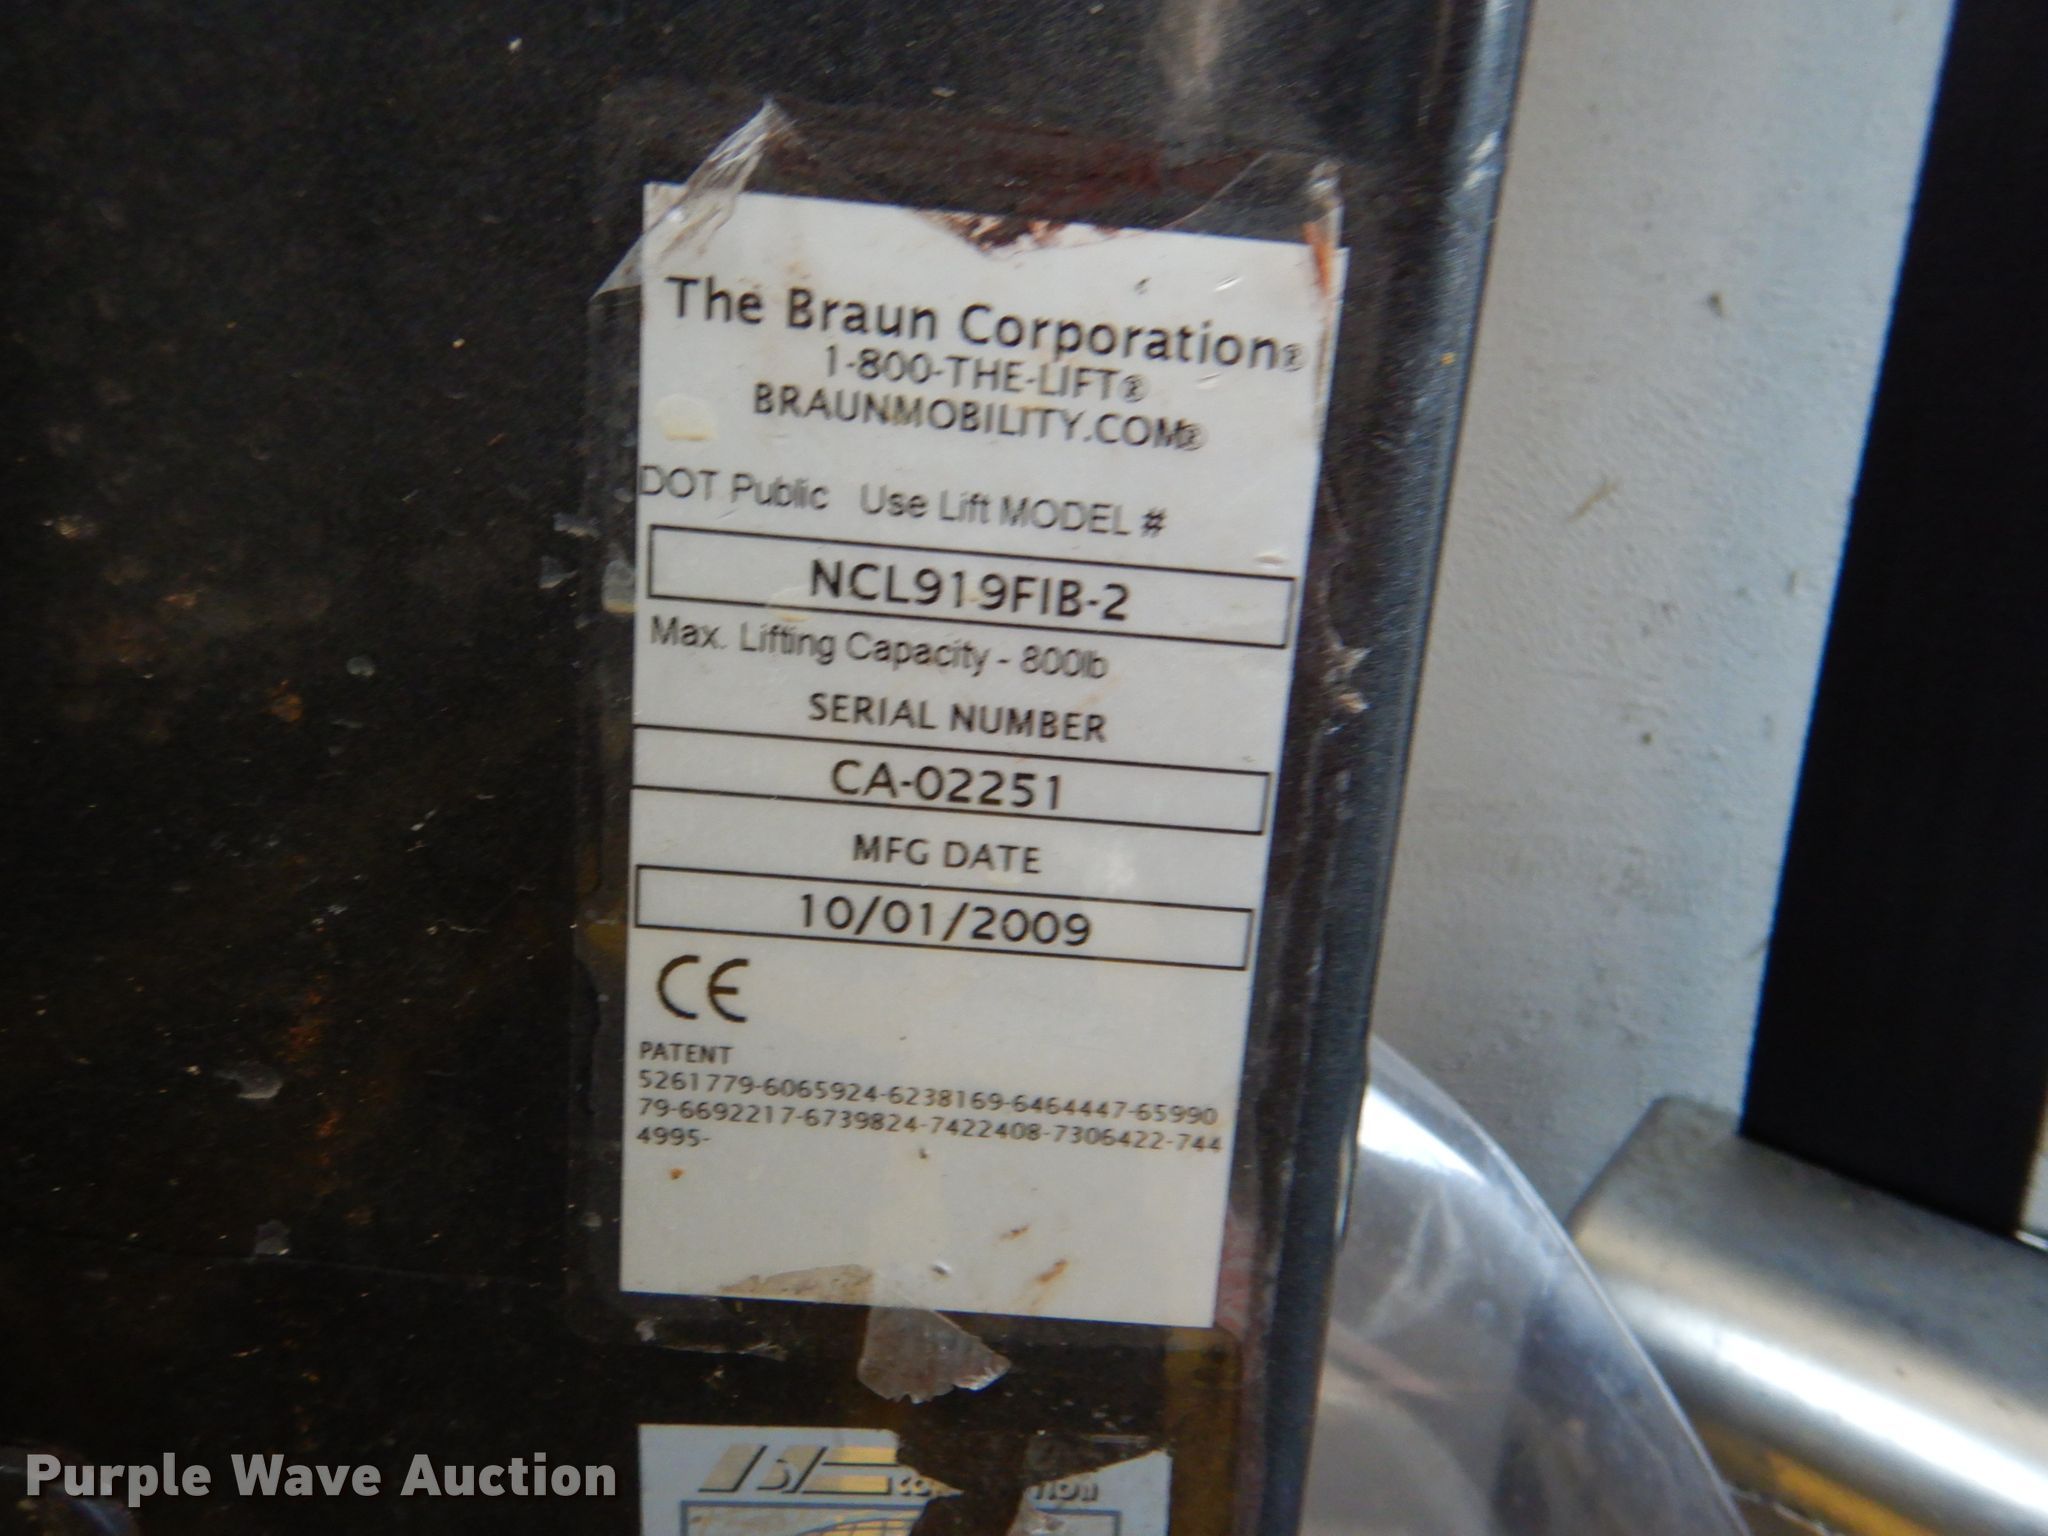 The Braun Corporation®
1-800-THE-LIFT®
BRAUNMOBILITY.COM®
DOT Public Use Lift MODEL #
NCL919FIB-2
Max. Lifting Capacity - 800lb
SERIAL NUMBER
CA-02251
MFG DATE
10/01/2009
CE
PATENT
5261779-6065924-6238169-6464447-65990
79-6692217-6739824-7422408-7306422-744
4995-
Purple Wave Auction